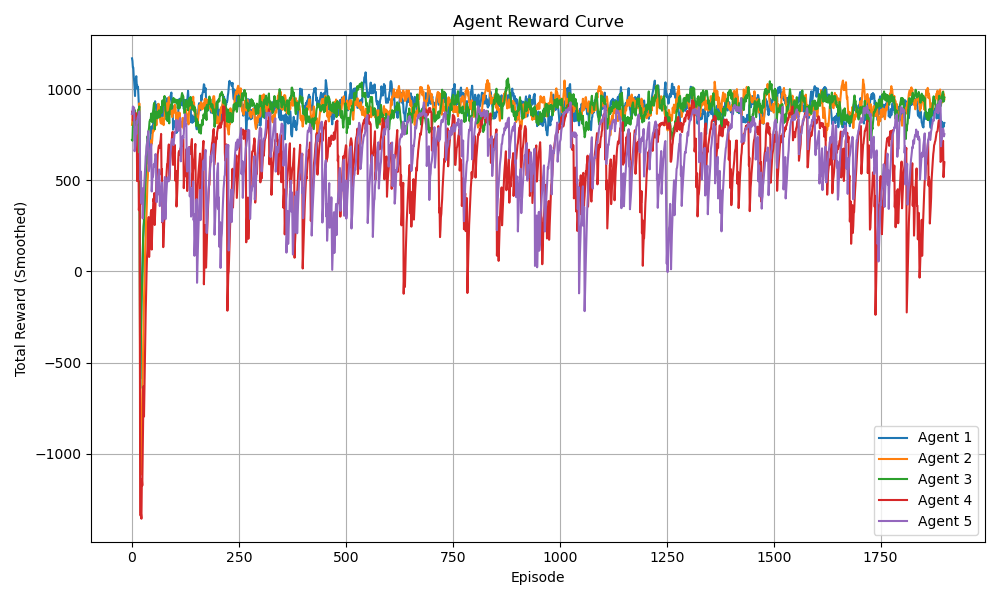 Agent Reward Curve
Total Reward (Smoothed)
1000
500
0
−500
−1000
0 250 500 750 1000 1250 1500 1750
Episode
Agent 1
Agent 2
Agent 3
Agent 4
Agent 5